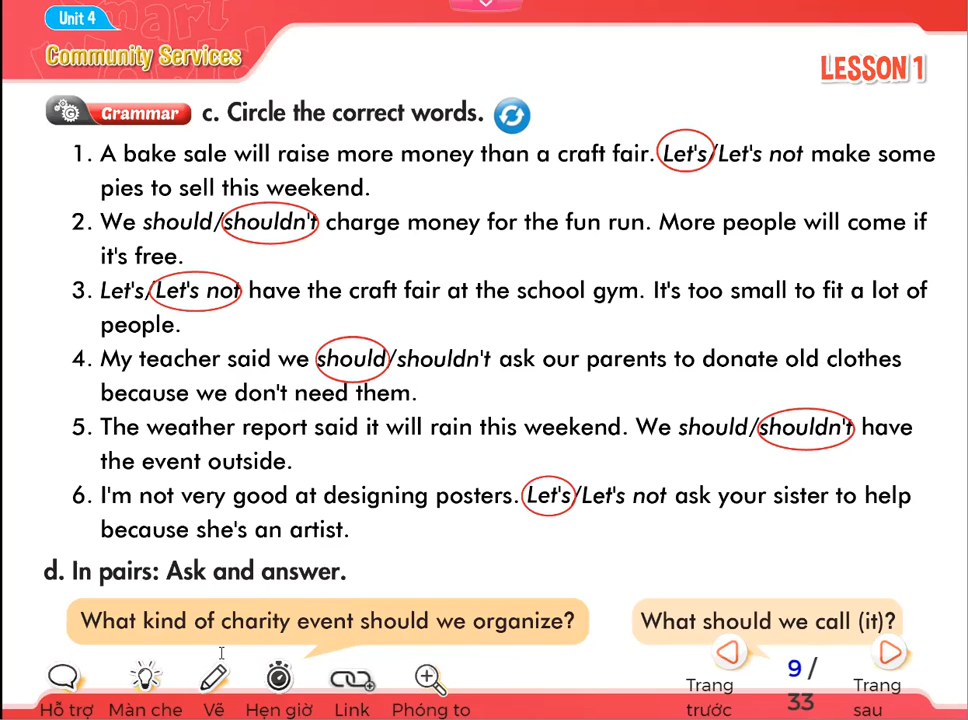 Unit 4
Community Services
LESSON 1
Grammar c. Circle the correct words.
1. A bake sale will raise more money than a craft fair. Let's/Let's not make some
pies to sell this weekend.
2. We should/shouldn't charge money for the fun run. More people will come if
it's free.
3. Let's/Let's not have the craft fair at the school gym. It's too small to fit a lot of
people.
4. My teacher said we should/shouldn't ask our parents to donate old clothes
because we don't need them.
5. The weather report said it will rain this weekend. We should/shouldn't have
the event outside.
6. I'm not very good at designing posters. Let's/Let's not ask your sister to help
because she's an artist.
d. In pairs: Ask and answer.
What kind of charity event should we organize?
What should we call (it)?
Hỗ trợ Màn che Vẽ Hẹn giờ Link Phóng to
Trang
trước
9 /
33
Trang
sau